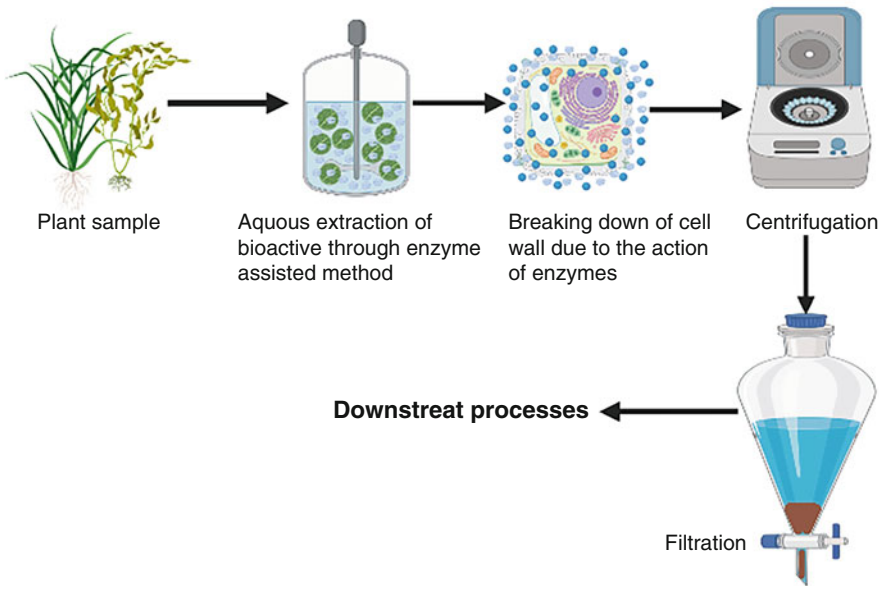 Plant sample
Aquous extraction of
bioactive through enzyme
assisted method
Breaking down of cell
wall due to the action
of enzymes
Centrifugation
Downstreat processes
Filtration